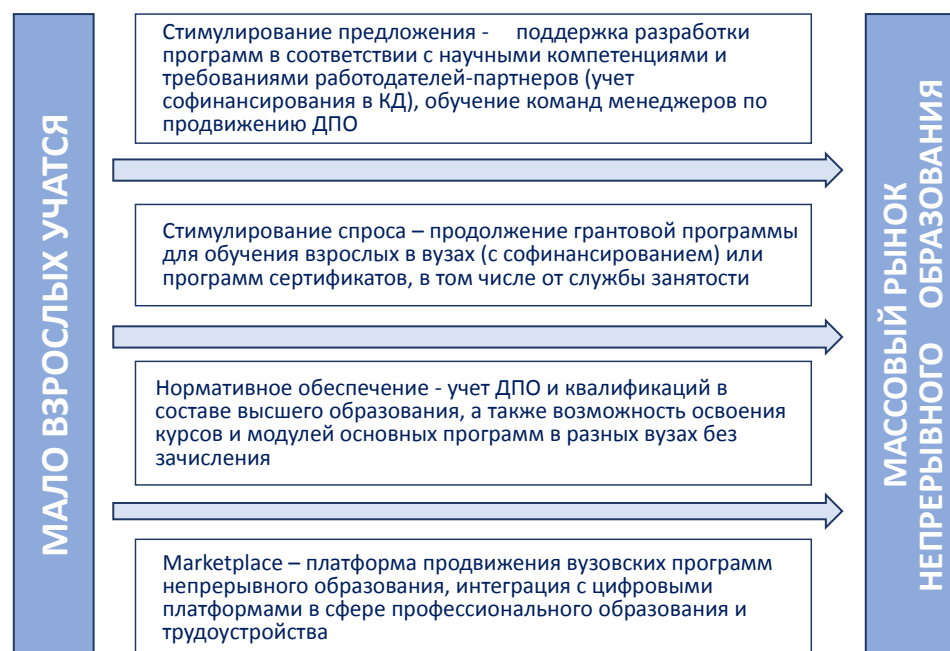 МАЛО ВЗРОСЛЫХ УЧАТСЯ
Стимулирование предложения - поддержка разработки
программ в соответствии с научными компетенциями и
требованиями работодателей-партнеров (учет
софинансирования в КД), обучение команд менеджеров по
продвижению ДПО
Стимулирование спроса – продолжение грантовой программы
для обучения взрослых в вузах (с софинансированием) или
программ сертификатов, в том числе от службы занятости
Нормативное обеспечение - учет ДПО и квалификаций в
составе высшего образования, а также возможность освоения
курсов и модулей основных программ в разных вузах без
зачисления
Marketplace – платформа продвижения вузовских программ
непрерывного образования, интеграция с цифровыми
платформами в сфере профессионального образования и
трудоустройства
МАССОВЫЙ РЫНОК
НЕПРЕРЫВНОГО ОБРАЗОВАНИЯ